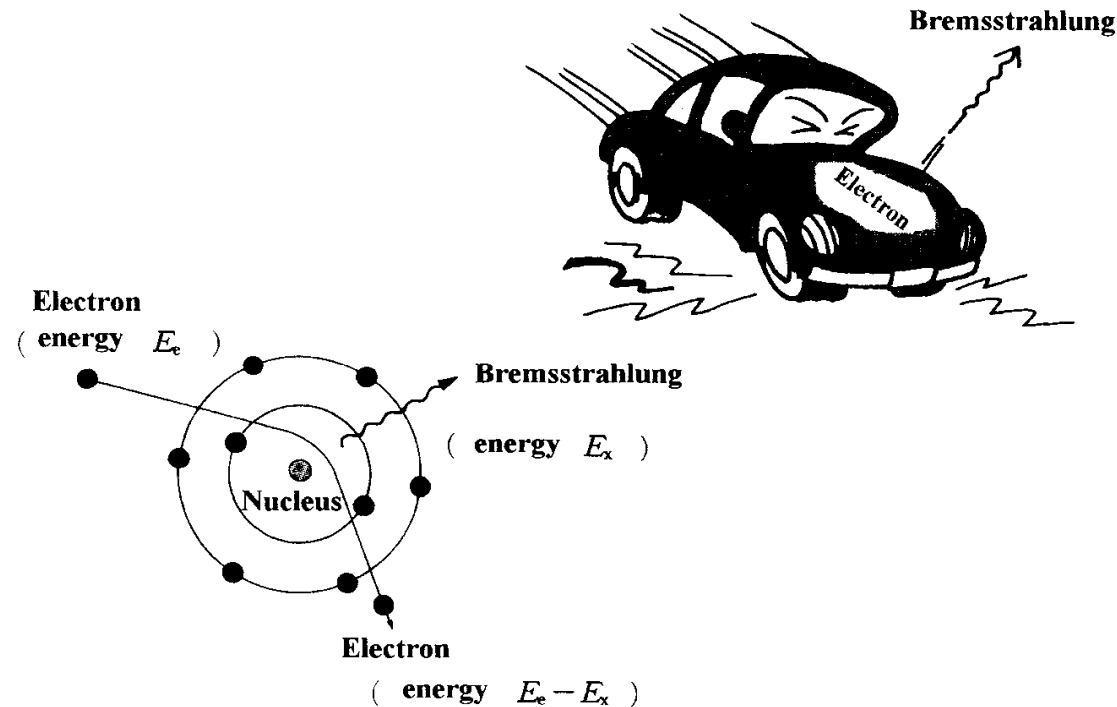 Bremsstrahlung
Electron
Electron
( energy E_e )
Bremsstrahlung
( energy E_x )
Nucleus
Electron
( energy E_e − E_x )